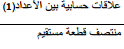 علاقات حسابية بين الأعداد(1)
منتصف قطعة مستقيم